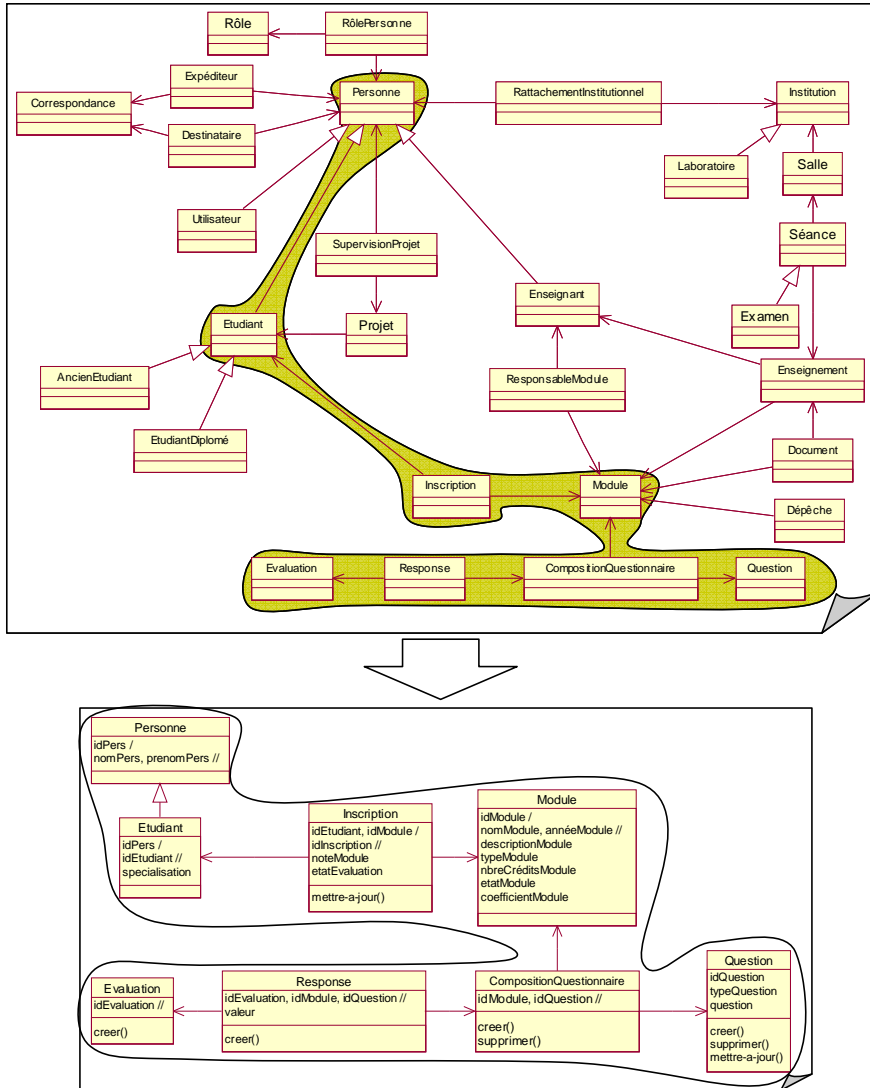 Rôle
RôlePersonne
Expéditeur
Personne
RattachementInstitutionnel
Institution
Correspondance
Destinataire
Laboratoire
Salle
Utilisateur
SupervisionProjet
Séance
Enseignant
Etudiant
Projet
Examen
AncienEtudiant
ResponsableModule
Enseignement
EtudiantDiplomé
Document
Inscription
Module
Dépêche
Evaluation
Response
CompositionQuestionnaire
Question
Personne
idPers /
nomPers, prenomPers //
Etudiant
idPers /
idEtudiant //
specialisation
Inscription
idEtudiant, idModule /
idInscription //
noteModule
etatEvaluation
mettre-a-jour()
Module
idModule /
nomModule, annéeModule //
descriptionModule
typeModule
nbreCréditsModule
etatModule
coefficientModule
Evaluation
idEvaluation //
creer()
Response
idEvaluation, idModule, idQuestion //
valeur
creer()
CompositionQuestionnaire
idModule, idQuestion //
creer()
supprimer()
Question
idQuestion
typeQuestion
question
creer()
supprimer()
mettre-a-jour()